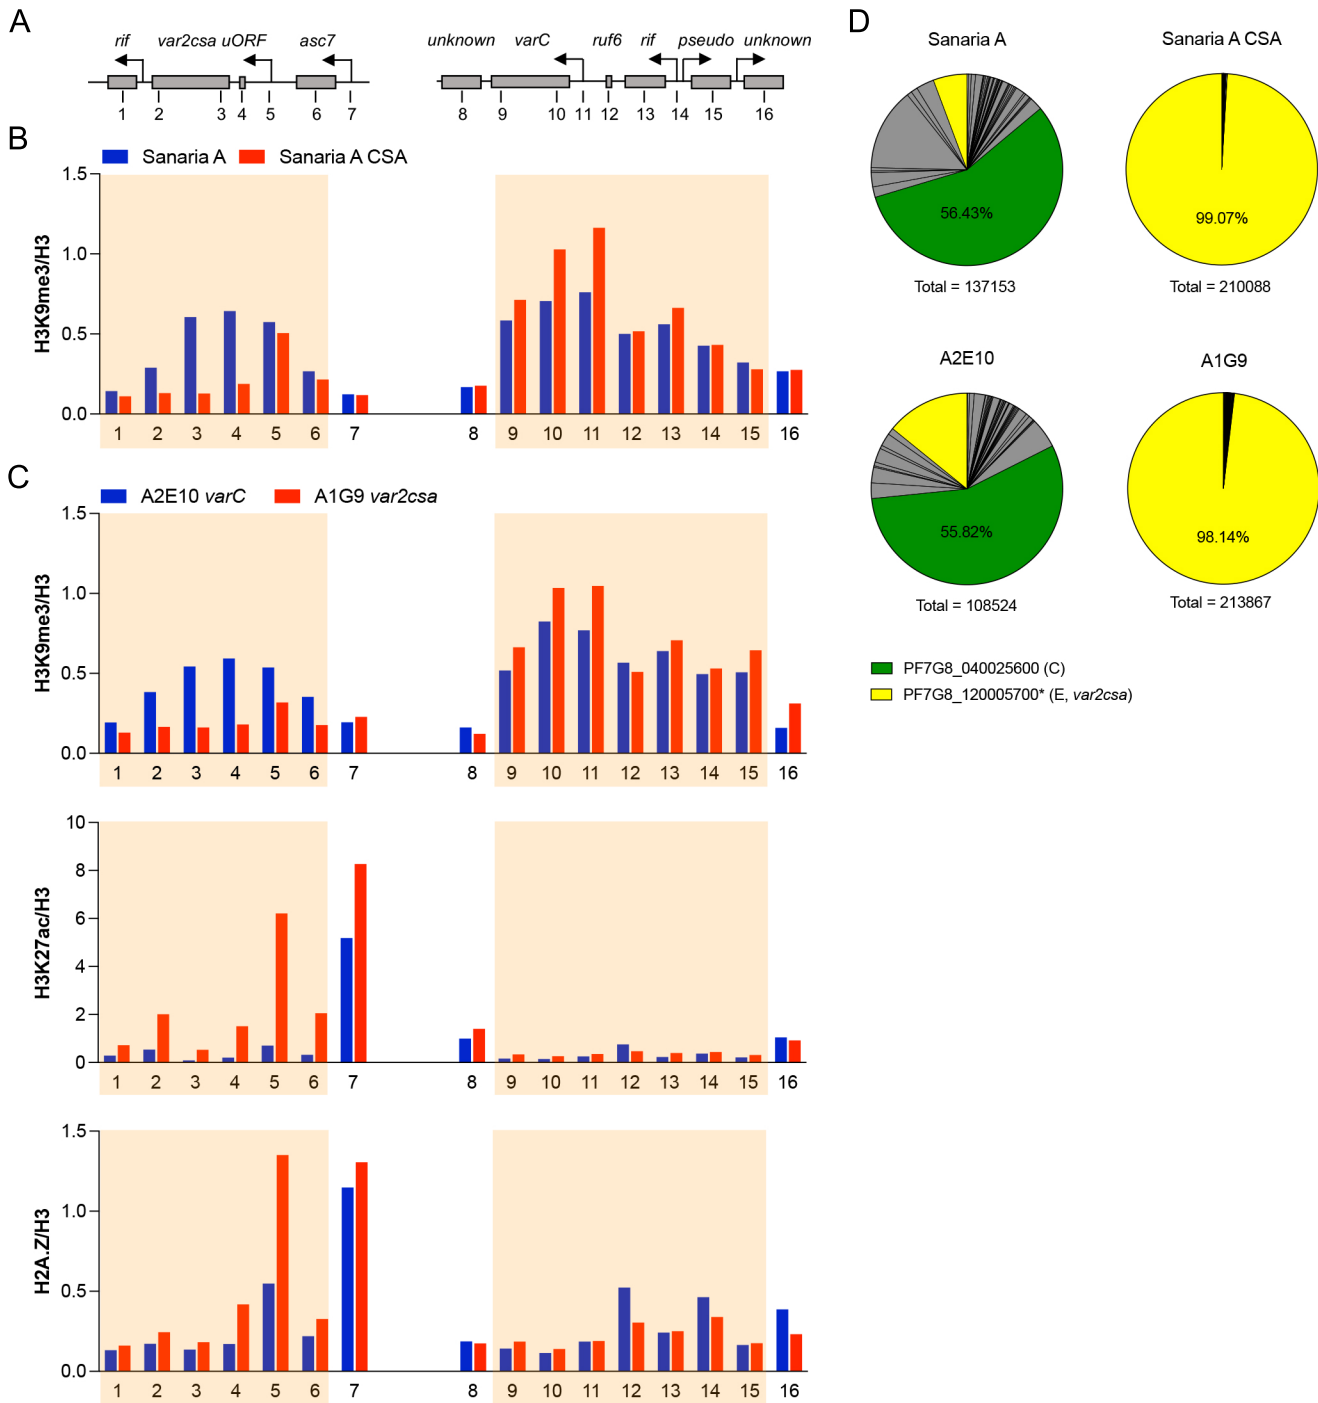 A
rif var2csa uORF asc7 unknown varC ruf6 rif pseudo unknown
1 2 3 4 5 6 7 8 9 10 11 12 13 14 15 16
B
Sanaria A Sanaria A CSA
H3K9me3/H3
1.5
1.0
0.5
0.0
1 2 3 4 5 6 7 8 9 10 11 12 13 14 15 16
C
A2E10 varC A1G9 var2csa
H3K9me3/H3
1.5
1.0
0.5
0.0
1 2 3 4 5 6 7 8 9 10 11 12 13 14 15 16
H3K27ac/H3
10
8
6
4
2
0
1 2 3 4 5 6 7 8 9 10 11 12 13 14 15 16
H2A.Z/H3
1.5
1.0
0.5
0.0
1 2 3 4 5 6 7 8 9 10 11 12 13 14 15 16
D
Sanaria A Sanaria A CSA
56.43% 99.07%
Total = 137153 Total = 210088
A2E10 A1G9
55.82% 98.14%
Total = 108524 Total = 213867
PF7G8_040025600 (C)
PF7G8_120005700* (E, var2csa)